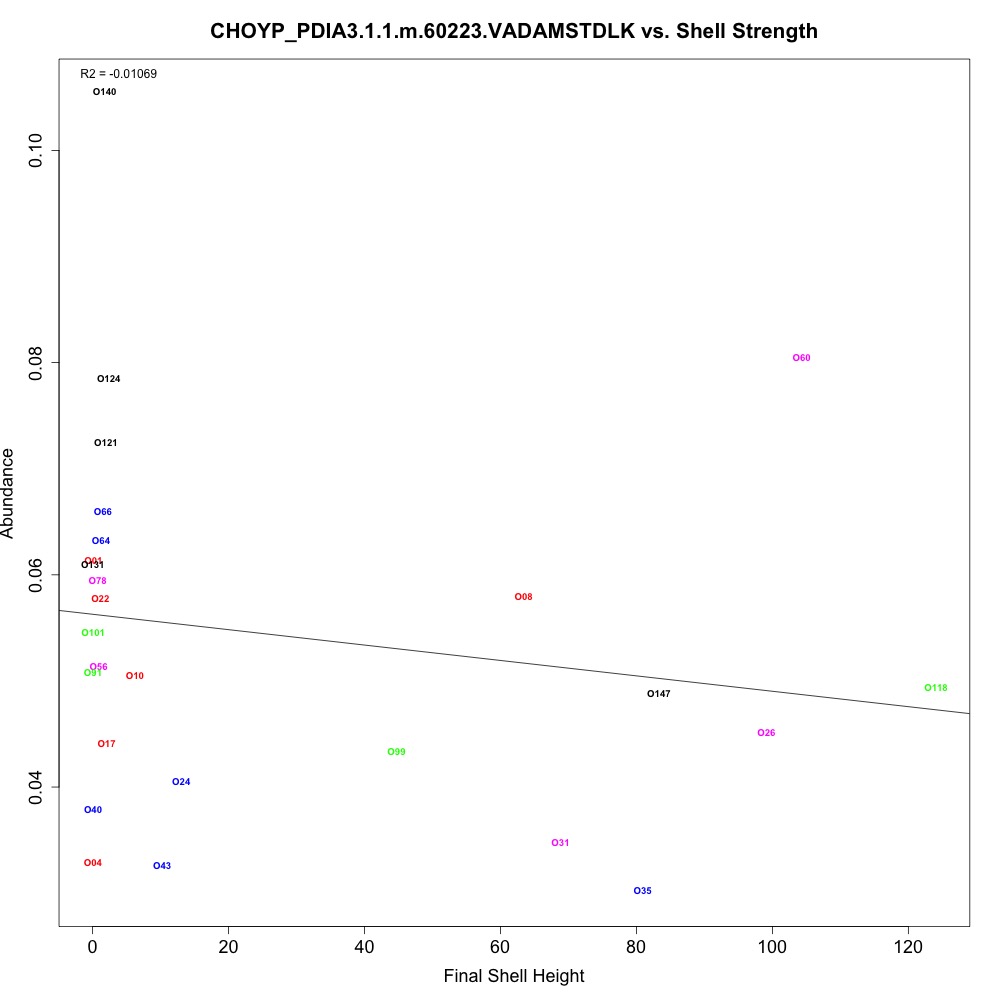 CHOYP_PDIA3.1.1.m.60223.VADAMSTDLK vs. Shell Strength
R2 = -0.01069
O140
0.10
O60
0.08
O124
O121
Abundance
O66
O64
O01
O131
0.06
O78
O22
O08
O101
O56
O91
O10
O118
O147
O26
O17
O99
O24
0.04
O40
O31
O04
O43
O35
0 20 40 60 80 100 120
Final Shell Height